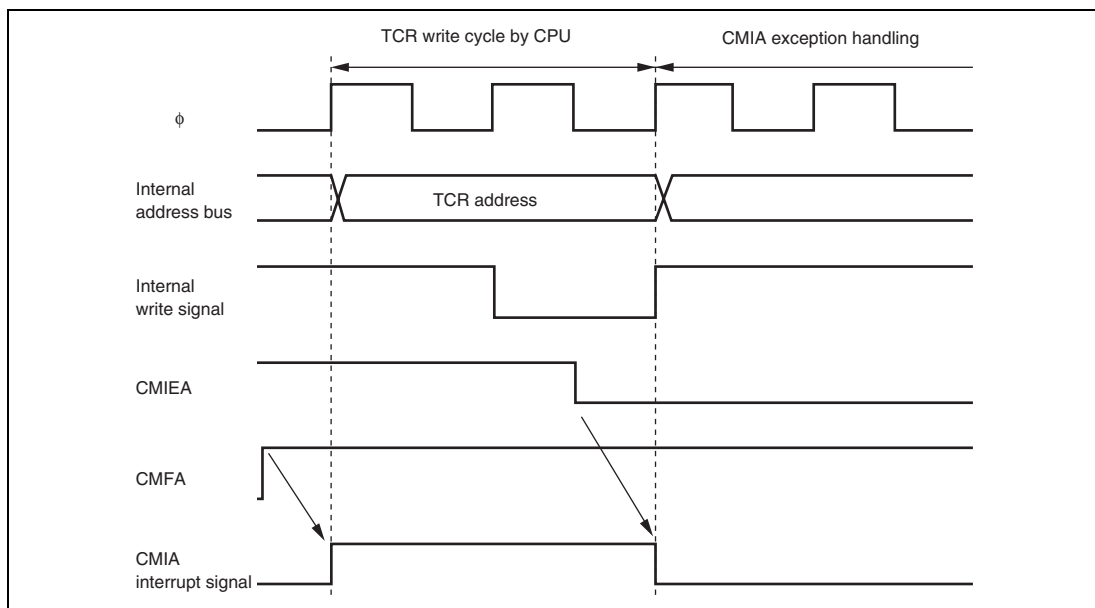 TCR write cycle by CPU
CMIA exception handling
ϕ
Internal
address bus
TCR address
Internal
write signal
CMIEA
CMFA
CMIA
interrupt signal